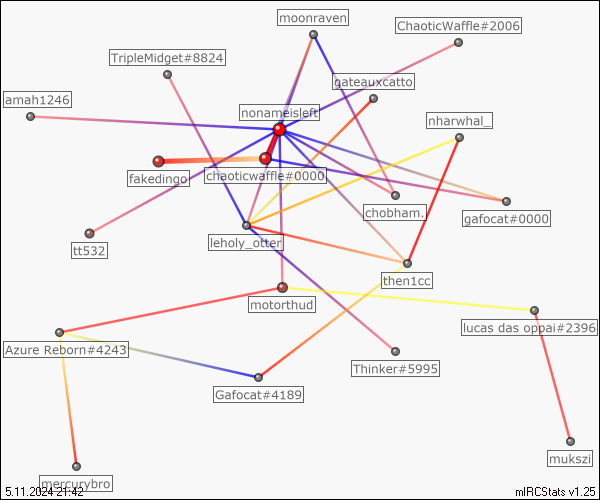 moonraven
ChaoticWaffle#2006
TripleMidget#8824
gateauxcatto
amah1246
nonameisleft
nharwhal_
fakedingo
chaoticwaffle#0000
chobham.
gafocat#0000
tt532
leholy_otter
then1cc
motorthud
lucas das oppai#2396
Azure Reborn#4243
Thinker#5995
Gafocat#4189
mukszi
mercurybro
5.11.2024 21:42
mIRCStats v1.25